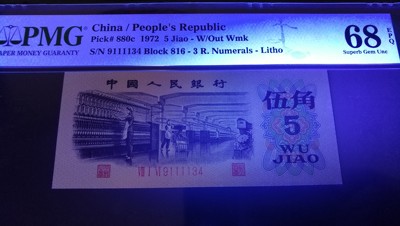 PMG
PAPER MONEY GUARANTY
China / People's Republic
Pick# 880c 1972 5 Jiao - W/Out Wmk
S/N 9111134 Block 816 - 3 R. Numerals - Litho
68 EPQ
Superb Gem Unc
中国人民银行
伍角
5
WU
JIAO
9111134